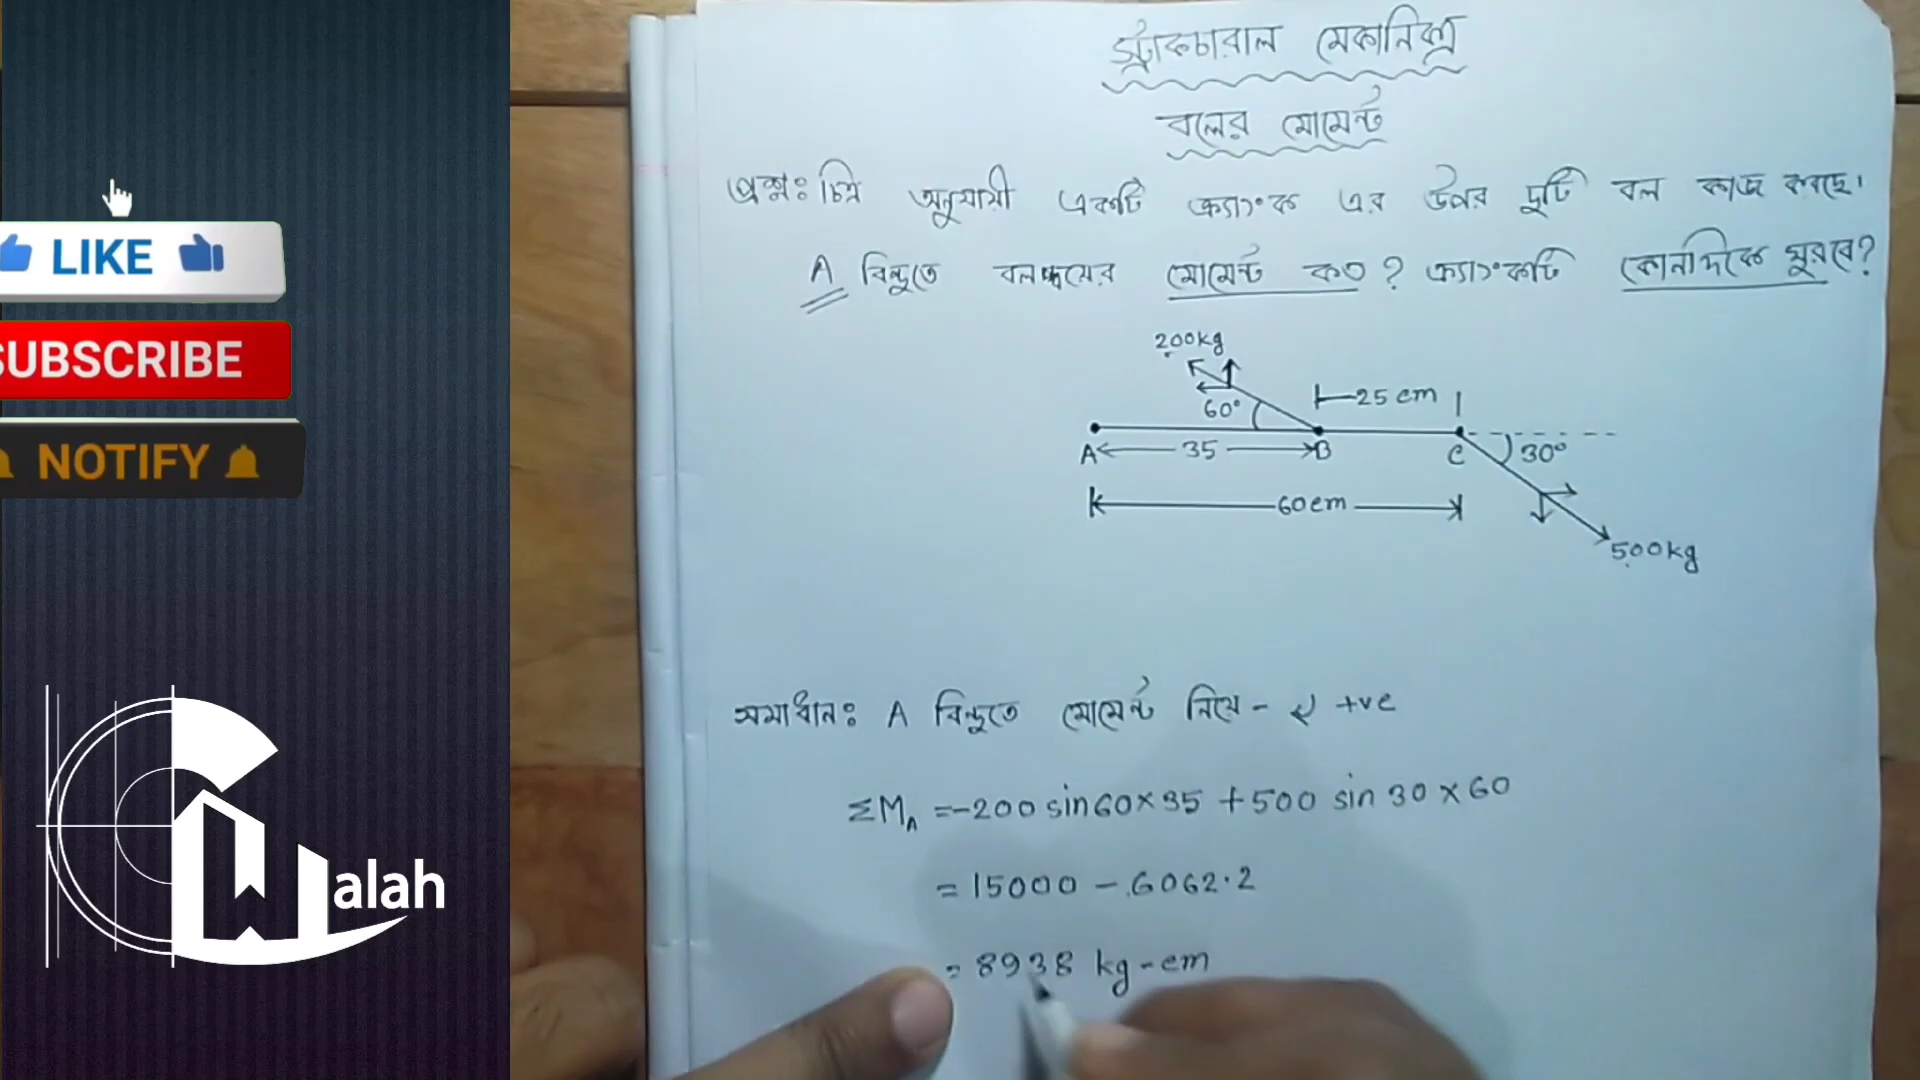 LIKE
SUBSCRIBE
NOTIFY
Walah
স্ট্রাকচারাল মেকানিক্স
বলের মোমেন্ট
প্রশ্ন: চিত্র অনুযায়ী একটি ক্র্যাংক এর উপর দুটি বল কাজ করছে।
A বিন্দুতে বলদ্বয়ের মোমেন্ট কত? ক্র্যাংকটি কোনদিকে ঘুরবে?
200kg
25 cm
60°
A 35 B C 30°
60cm
500kg
সমাধান: A বিন্দুতে মোমেন্ট নিয়ে - +ve
ΣM_A = -200 sin60×35 + 500 sin 30×60
= 15000 - 6062.2
= 8938 kg-cm